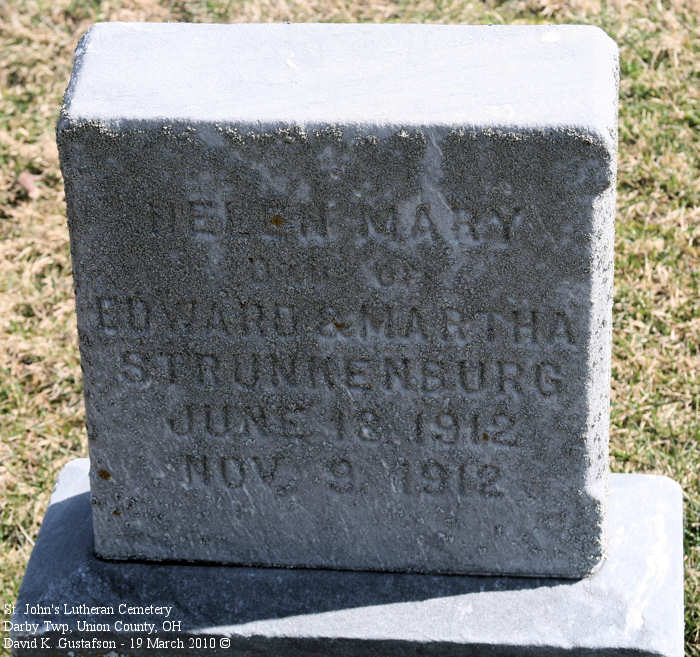 HELEN MARY
DAU. OF
EDWARD & MARTHA
STRUNKENBURG
JUNE 18, 1912
NOV. 9, 1912
St. John's Lutheran Cemetery
Darby Twp, Union County, OH
David K. Gustafson - 19 March 2010 ©